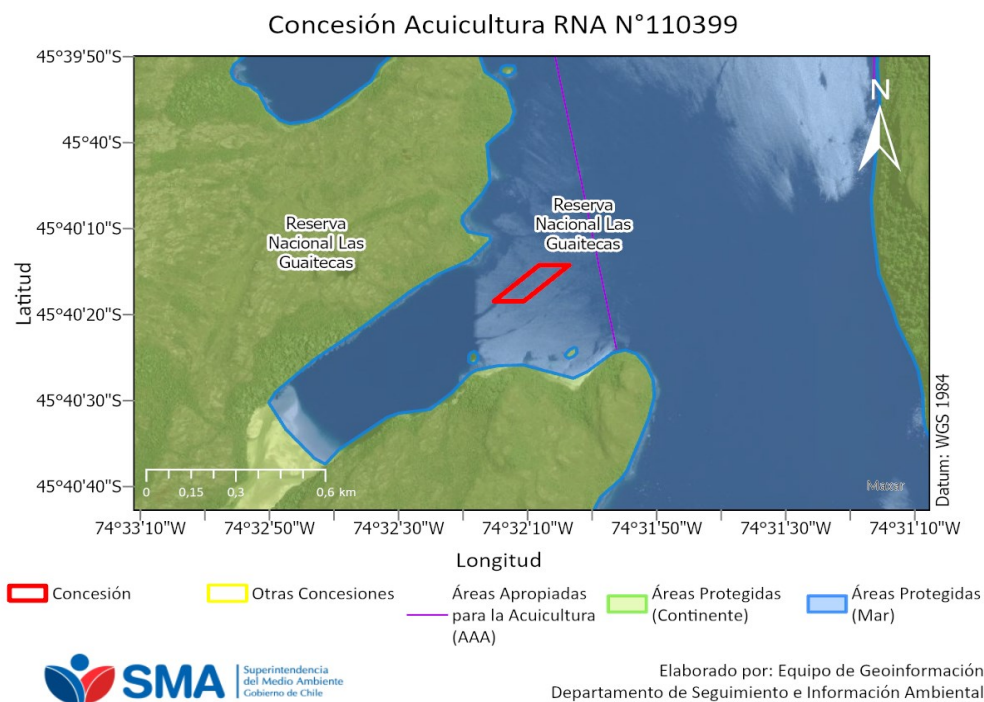 Concesión Acuicultura RNA N°110399
45°39'50"S
45°40'S
45°40'10"S
45°40'20"S
45°40'30"S
45°40'40"S
Latitud
Reserva
Nacional Las
Guaitecas
Reserva
Nacional Las
Guaitecas
N
Datum: WGS 1984
Maxar
0 0,15 0,3 0,6 km
74°33'10"W 74°32'50"W 74°32'30"W 74°32'10"W 74°31'50"W 74°31'30"W 74°31'10"W
Longitud
Concesión
Otras Concesiones
Áreas Apropiadas
para la Acuicultura
(AAA)
Áreas Protegidas
(Continente)
Áreas Protegidas
(Mar)
SMA
Superintendencia
del Medio Ambiente
Gobierno de Chile
Elaborado por: Equipo de Geoinformación
Departamento de Seguimiento e Información Ambiental